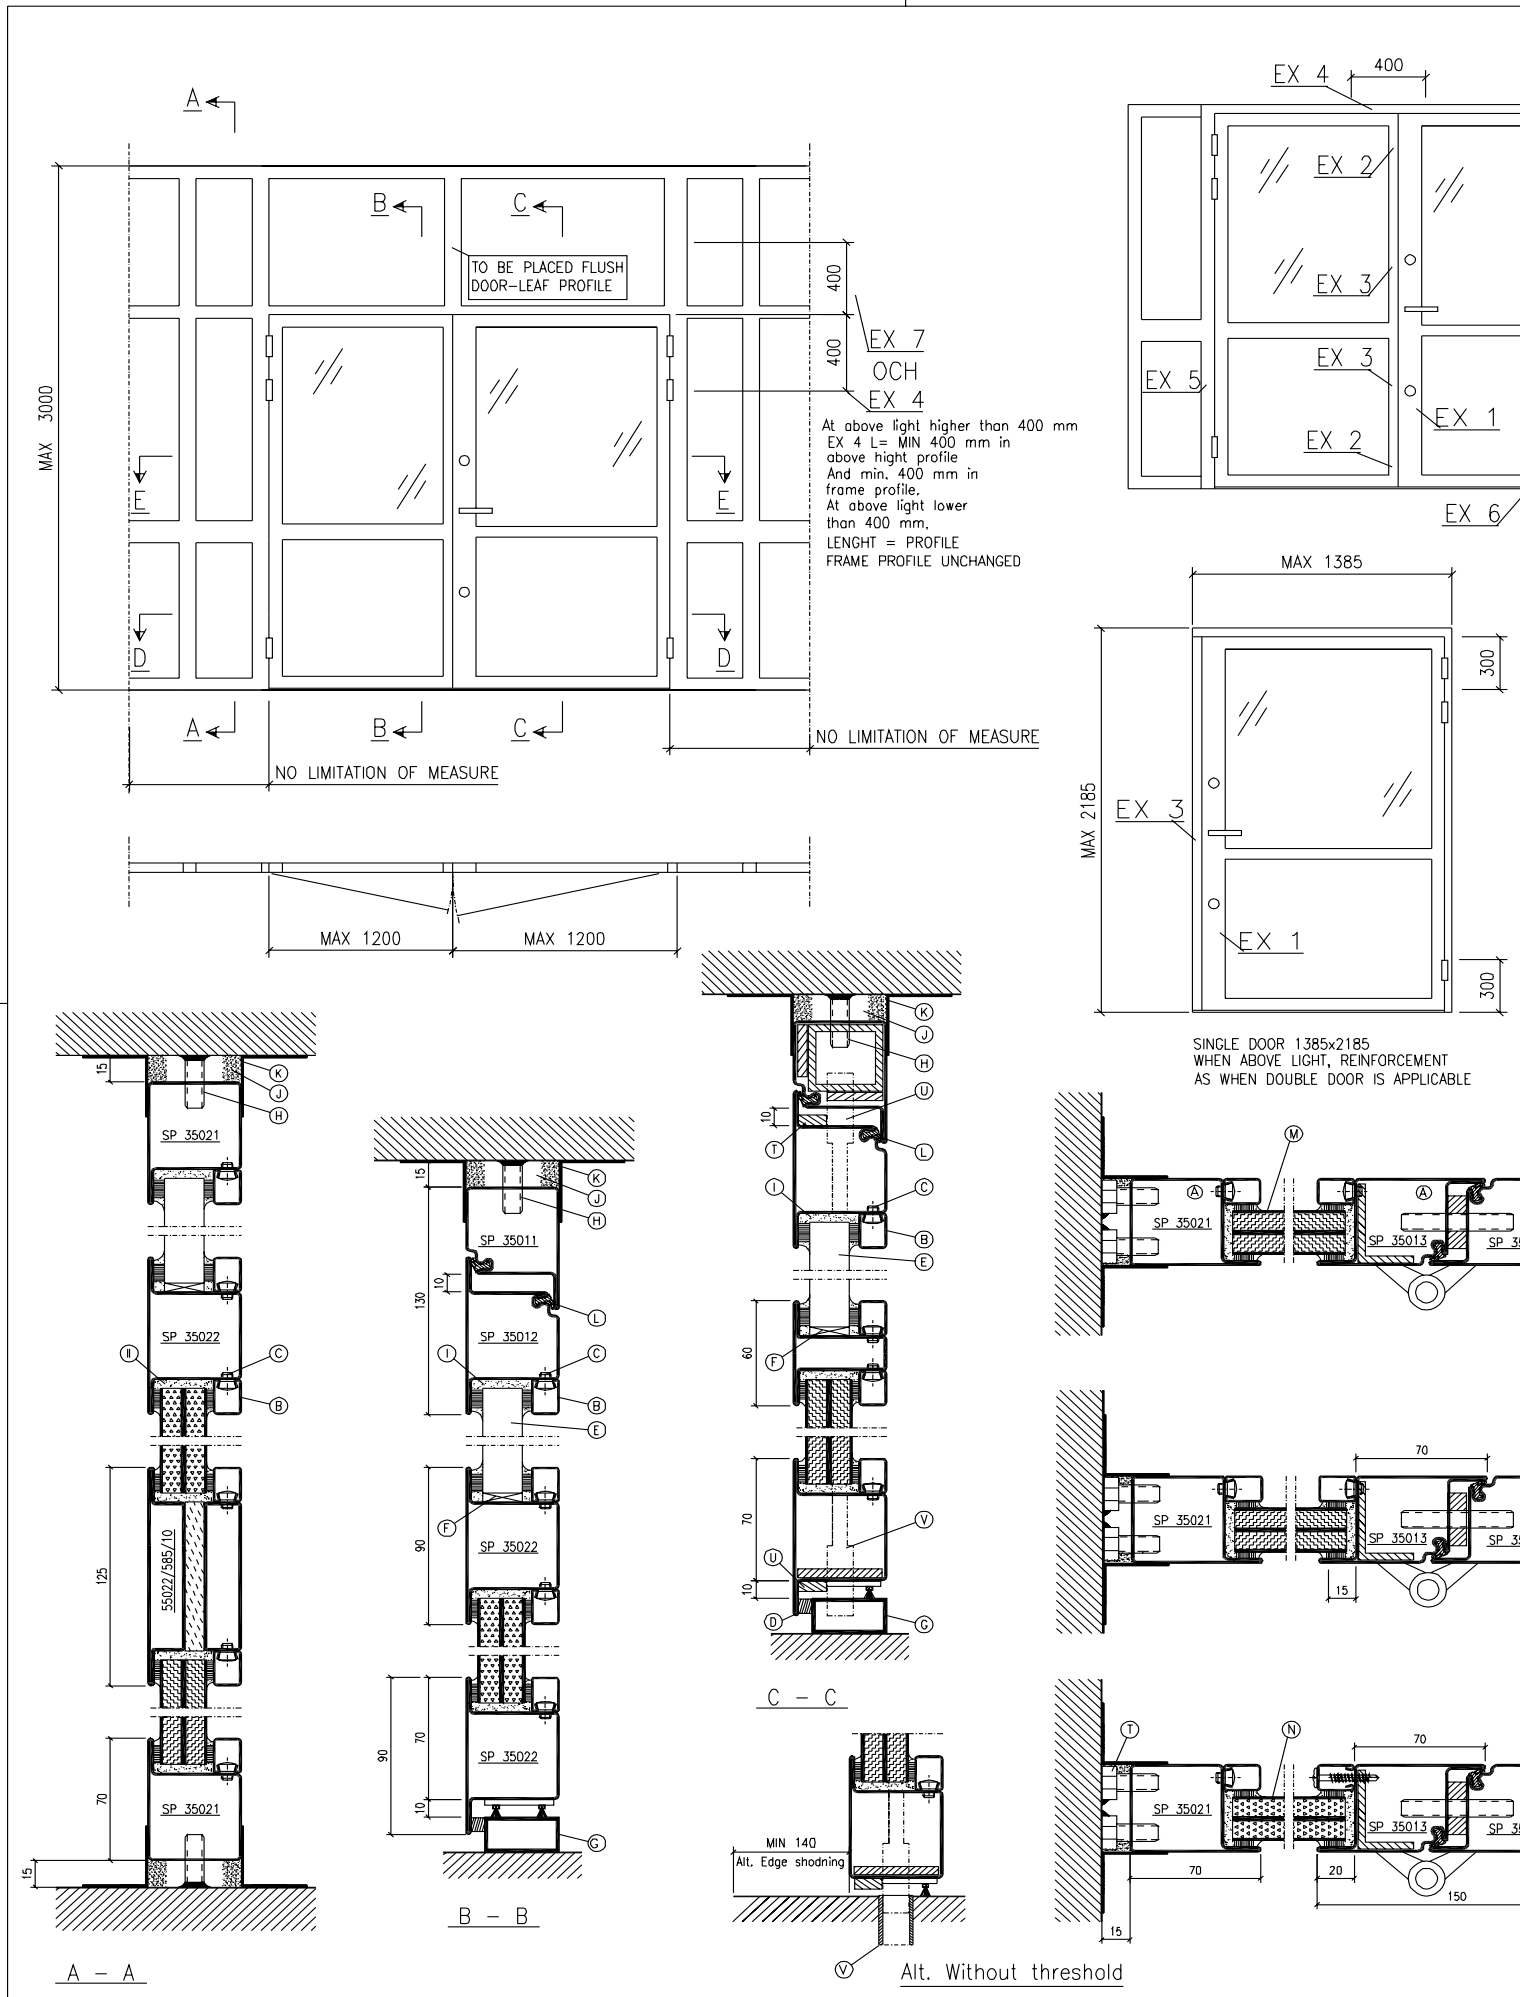 A
B
C
TO BE PLACED FLUSH
DOOR-LEAF PROFILE
MAX 3000
400
400
EX 7
OCH
EX 4
At above light higher than 400 mm
EX 4 L= MIN 400 mm in
above hight profile
And min. 400 mm in
frame profile.
At above light lower
than 400 mm,
LENGHT = PROFILE
FRAME PROFILE UNCHANGED
E
E
D
D
A
B
C
NO LIMITATION OF MEASURE
NO LIMITATION OF MEASURE
MAX 1200
MAX 1200
EX 4
400
EX 2
EX 3
EX 3
EX 5
EX 1
EX 2
EX 6
MAX 1385
300
MAX 2185
EX 3
EX 1
300
SINGLE DOOR 1385x2185
WHEN ABOVE LIGHT, REINFORCEMENT
AS WHEN DOUBLE DOOR IS APPLICABLE
15
K
J
H
SP 35021
SP 35022
II
C
B
125
55022/585/10
70
SP 35021
15
A - A
15
K
J
H
SP 35011
10
130
L
SP 35012
I
C
B
E
F
90
SP 35022
90
70
SP 35022
10
G
B - B
K
J
H
U
10
T
L
I
C
B
E
60
F
70
V
U
10
D
G
C - C
MIN 140
Alt. Edge shodning
V
Alt. Without threshold
M
A
A
SP 35021
SP 35013
SP 35
70
SP 35021
SP 35013
SP 35
15
T
N
70
SP 35021
SP 35013
SP 35
70
20
150
15